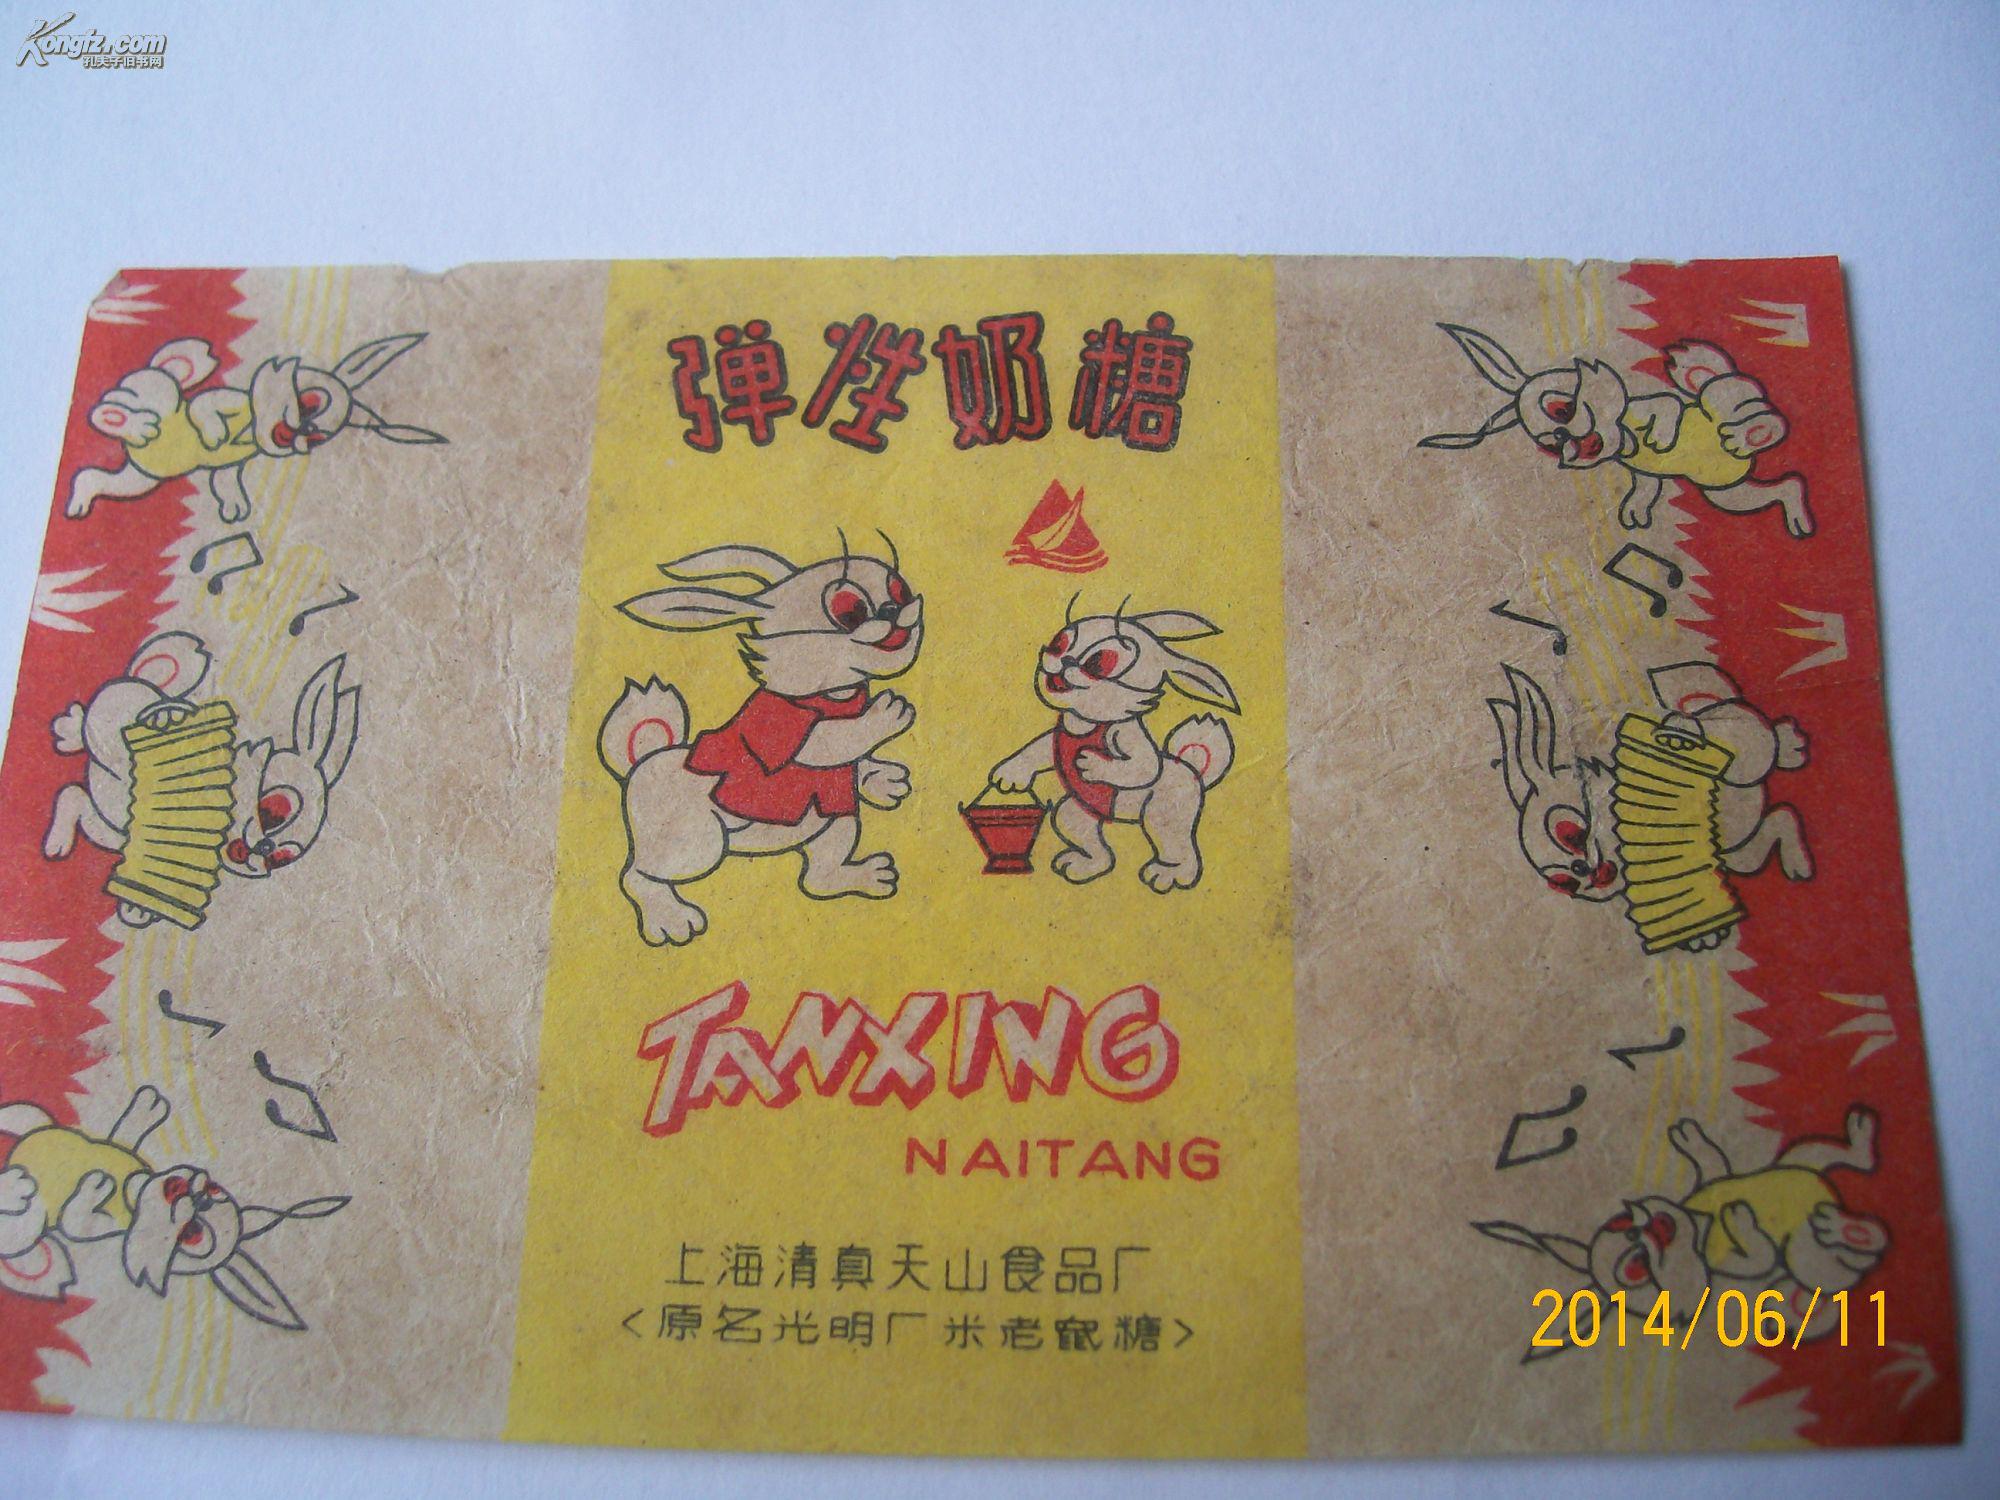 Kongfz.com
孔夫子旧书网
弹性奶糖
TANXING
NAITANG
上海清真天山食品厂
<原名光明厂米老鼠糖>
2014/06/11